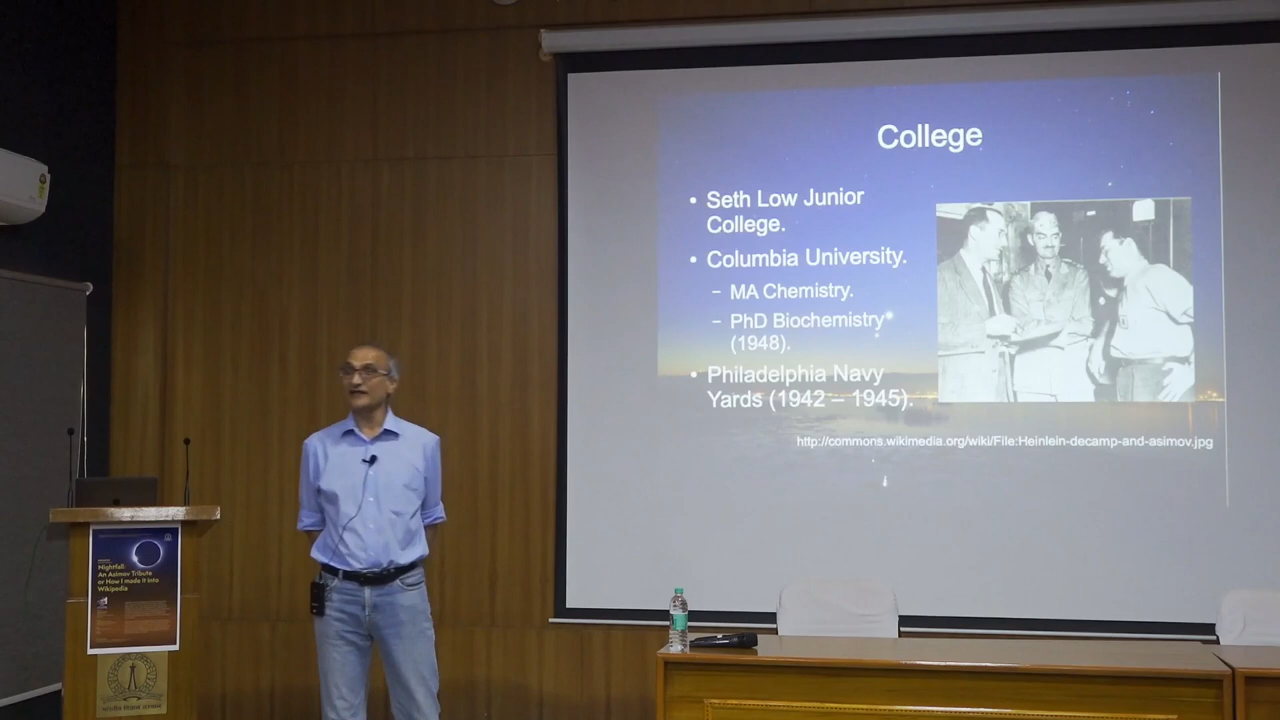 College
• Seth Low Junior
College.
• Columbia University.
– MA Chemistry.
– PhD Biochemistry
(1948).
• Philadelphia Navy
Yards (1942 – 1945).
http://commons.wikimedia.org/wiki/File:Heinlein-decamp-and-asimov.jpg
Nightfall:
An Asimov Tribute
or How I made it into
Wikipedia